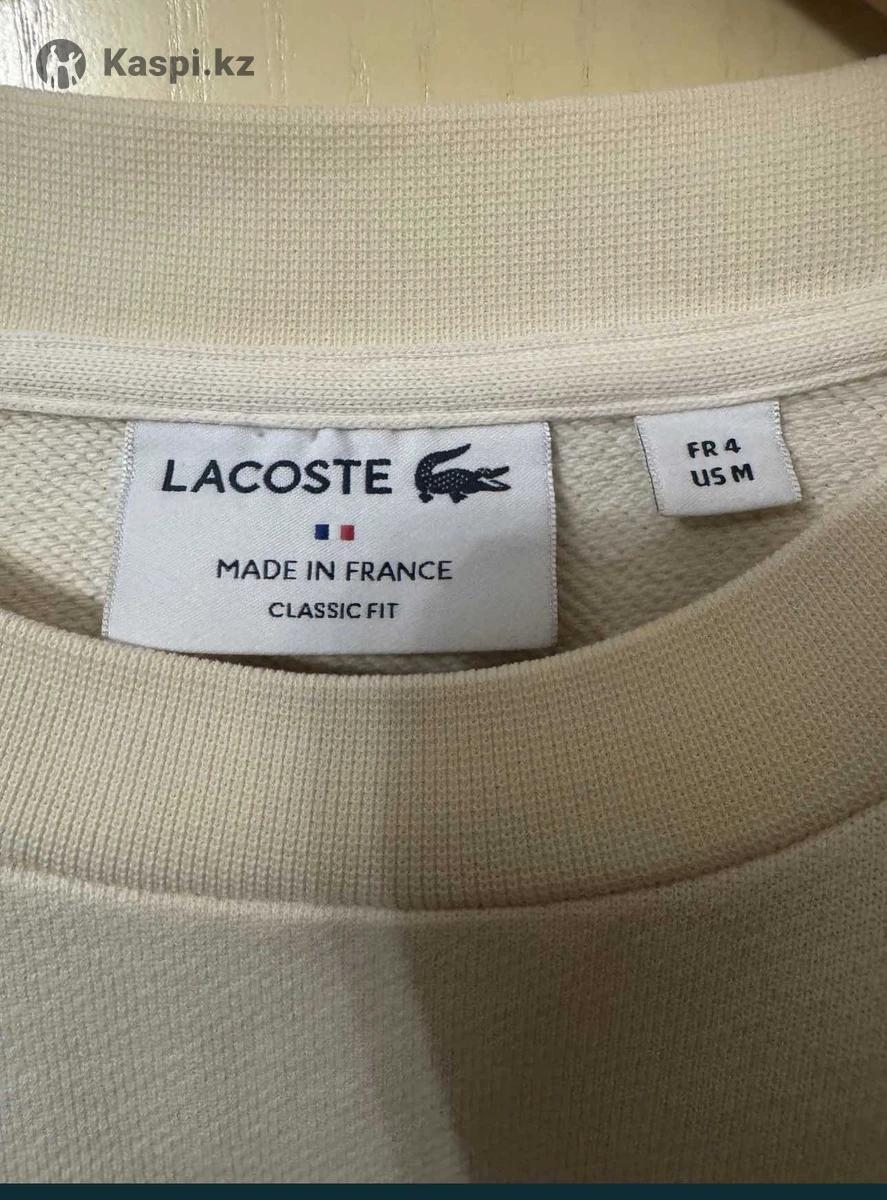 Kaspi.kz
LACOSTE
FR 4
US M
MADE IN FRANCE
CLASSIC FIT